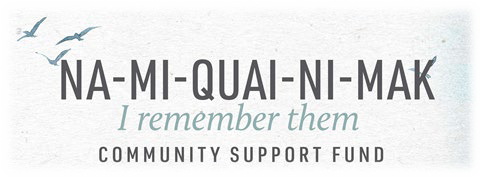 NA-MI-QUAI-NI-MAK
I remember them
COMMUNITY SUPPORT FUND